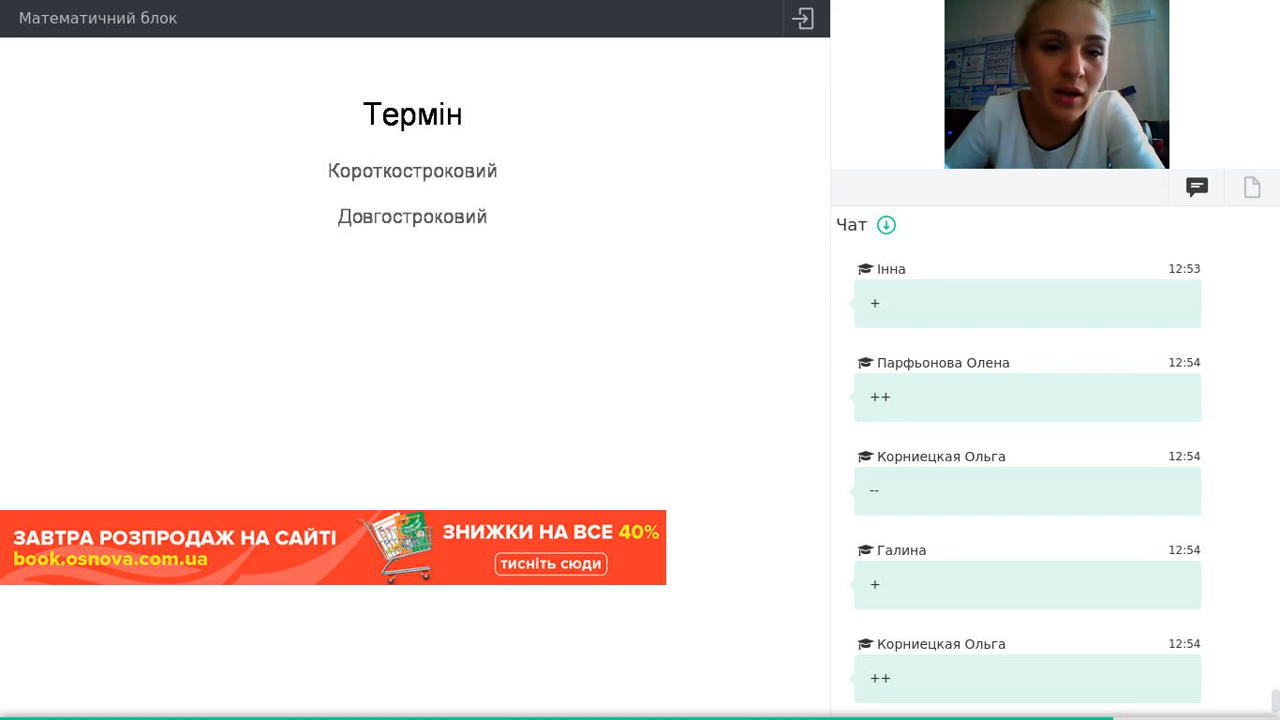 Математичний блок
Термін
Короткостроковий
Довгостроковий
ЗАВТРА РОЗПРОДАЖ НА САЙТІ
book.osnova.com.ua
ЗНИЖКИ НА ВСЕ 40%
тисніть сюди
Чат
Інна 12:53
+
Парфьонова Олена 12:54
++
Корниецкая Ольга 12:54
--
Галина 12:54
+
Корниецкая Ольга 12:54
++